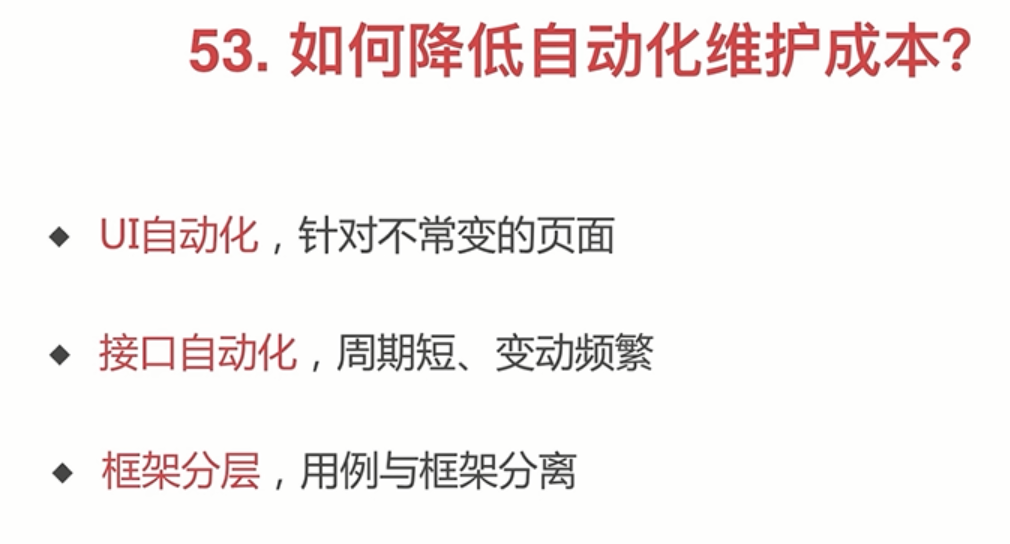 53. 如何降低自动化维护成本?
◆ UI自动化，针对不常变的页面
◆ 接口自动化，周期短、变动频繁
◆ 框架分层，用例与框架分离